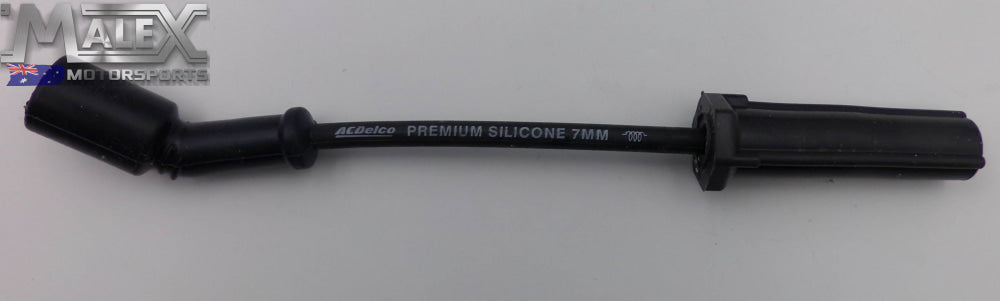 MALEX
MOTORSPORTS
ACDelco PREMIUM SILICONE 7MM